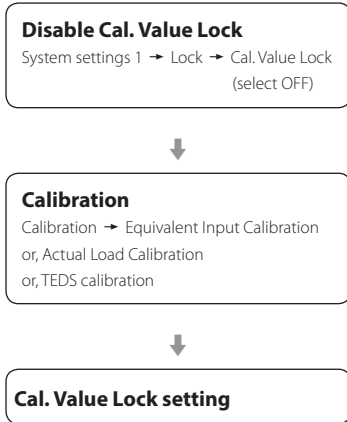 Disable Cal. Value Lock
System settings 1 → Lock → Cal. Value Lock
(select OFF)
Calibration
Calibration → Equivalent Input Calibration
or, Actual Load Calibration
or, TEDS calibration
Cal. Value Lock setting